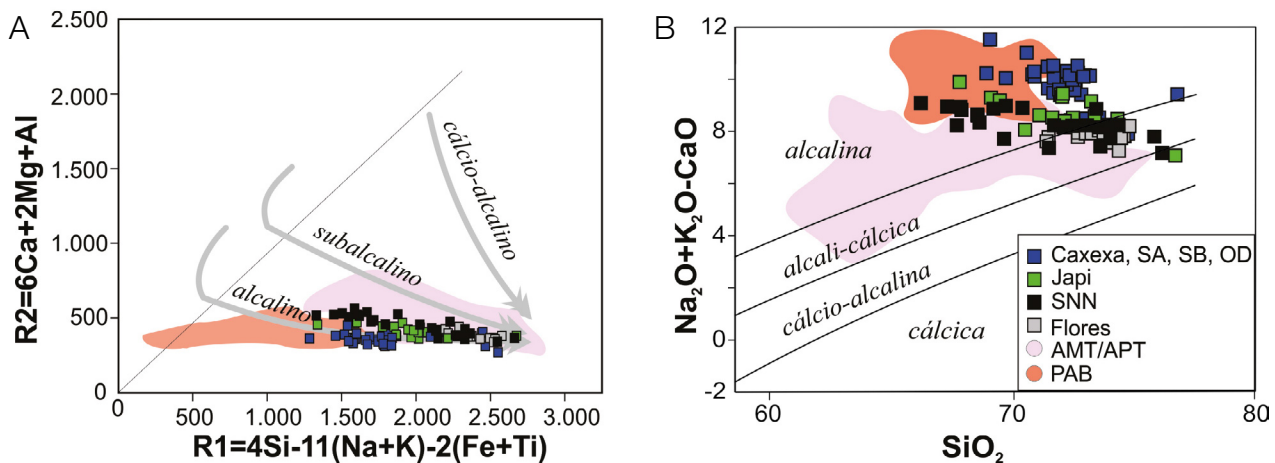 A
R2=6Ca+2Mg+Al
2.500
2.000
1.500
1.000
500
0
cálcio-alcalino
subalcalino
alcalino
0 500 1.000 1.500 2.000 2.500 3.000
R1=4Si-11(Na+K)-2(Fe+Ti)
B
Na2O+K2O-CaO
12
8
4
0
-2
alcalina
alcali-cálcica
cálcio-alcalina
cálcica
Caxexa, SA, SB, OD
Japi
SNN
Flores
AMT/APT
PAB
60 70 80
SiO2